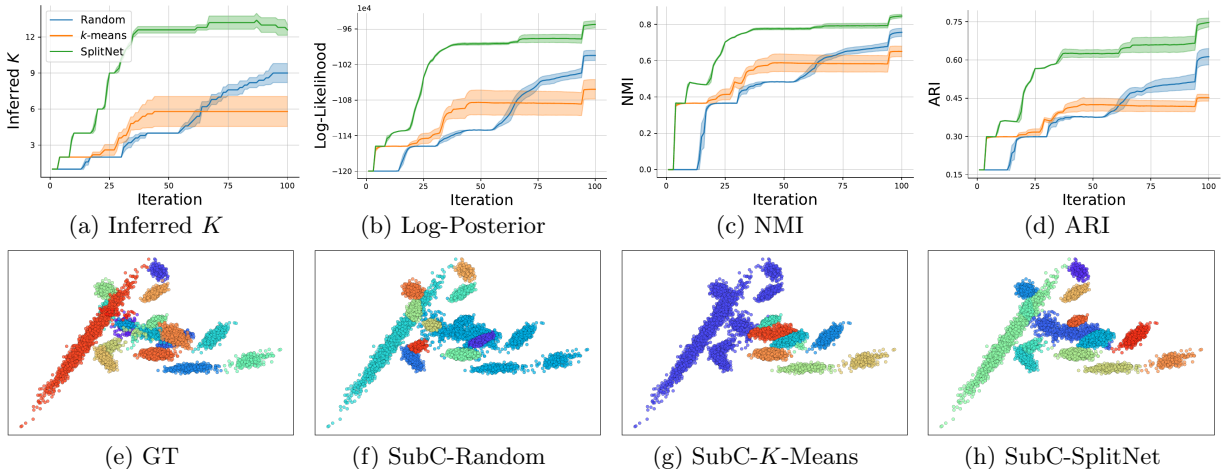 Random
k-means
SplitNet
Inferred K
12
9
6
3
0
25
50
75
100
Iteration
(a) Inferred K
1e4
Log-Likelihood
−96
−102
−108
−114
−120
0
25
50
75
100
Iteration
(b) Log-Posterior
NMI
0.8
0.6
0.4
0.2
0.0
0
25
50
75
100
Iteration
(c) NMI
ARI
0.75
0.60
0.45
0.30
0.15
0
25
50
75
100
Iteration
(d) ARI
(e) GT
(f) SubC-Random
(g) SubC-K-Means
(h) SubC-SplitNet